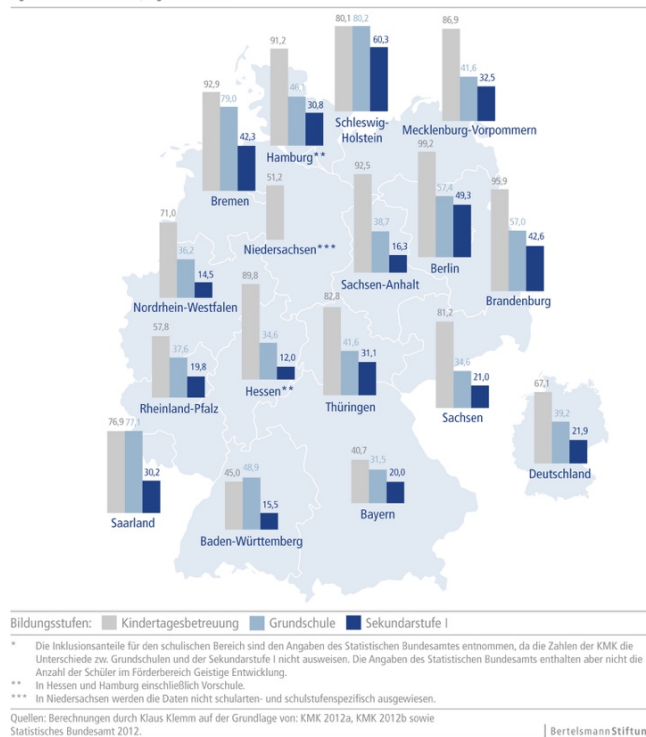 80,1 80,2 60,3
Schleswig-
Holstein
86,9 41,6 32,5
Mecklenburg-Vorpommern
91,2 46,1 30,8
Hamburg**
92,9 79,0 42,3
Bremen
51,2
Niedersachsen***
92,5 38,7 16,3
Sachsen-Anhalt
99,2 57,4 49,3
Berlin
95,9 57,0 42,6
Brandenburg
71,0 36,2 14,5
Nordrhein-Westfalen
89,8 34,6 12,0
Hessen**
82,8 41,6 31,1
Thüringen
81,2 34,6 21,0
Sachsen
57,8 37,6 19,8
Rheinland-Pfalz
67,1 39,2 21,9
Deutschland
76,9 77,1 30,2
Saarland
45,0 48,9 15,5
Baden-Württemberg
40,7 31,5 20,0
Bayern
Bildungsstufen: Kindertagesbetreuung Grundschule Sekundarstufe I
* Die Inklusionsanteile für den schulischen Bereich sind den Angaben des Statistischen Bundesamtes entnommen, da die Zahlen der KMK die
Unterschiede zw. Grundschulen und der Sekundarstufe I nicht ausweisen. Die Angaben des Statistischen Bundesamts enthalten aber nicht die
Anzahl der Schüler im Förderbereich Geistige Entwicklung.
** In Hessen und Hamburg einschließlich Vorschule.
*** In Niedersachsen werden die Daten nicht schularten- und schulstufenspezifisch ausgewiesen.
Quellen: Berechnungen durch Klaus Klemm auf der Grundlage von: KMK 2012a, KMK 2012b sowie
Statistisches Bundesamt 2012.
BertelsmannStiftun